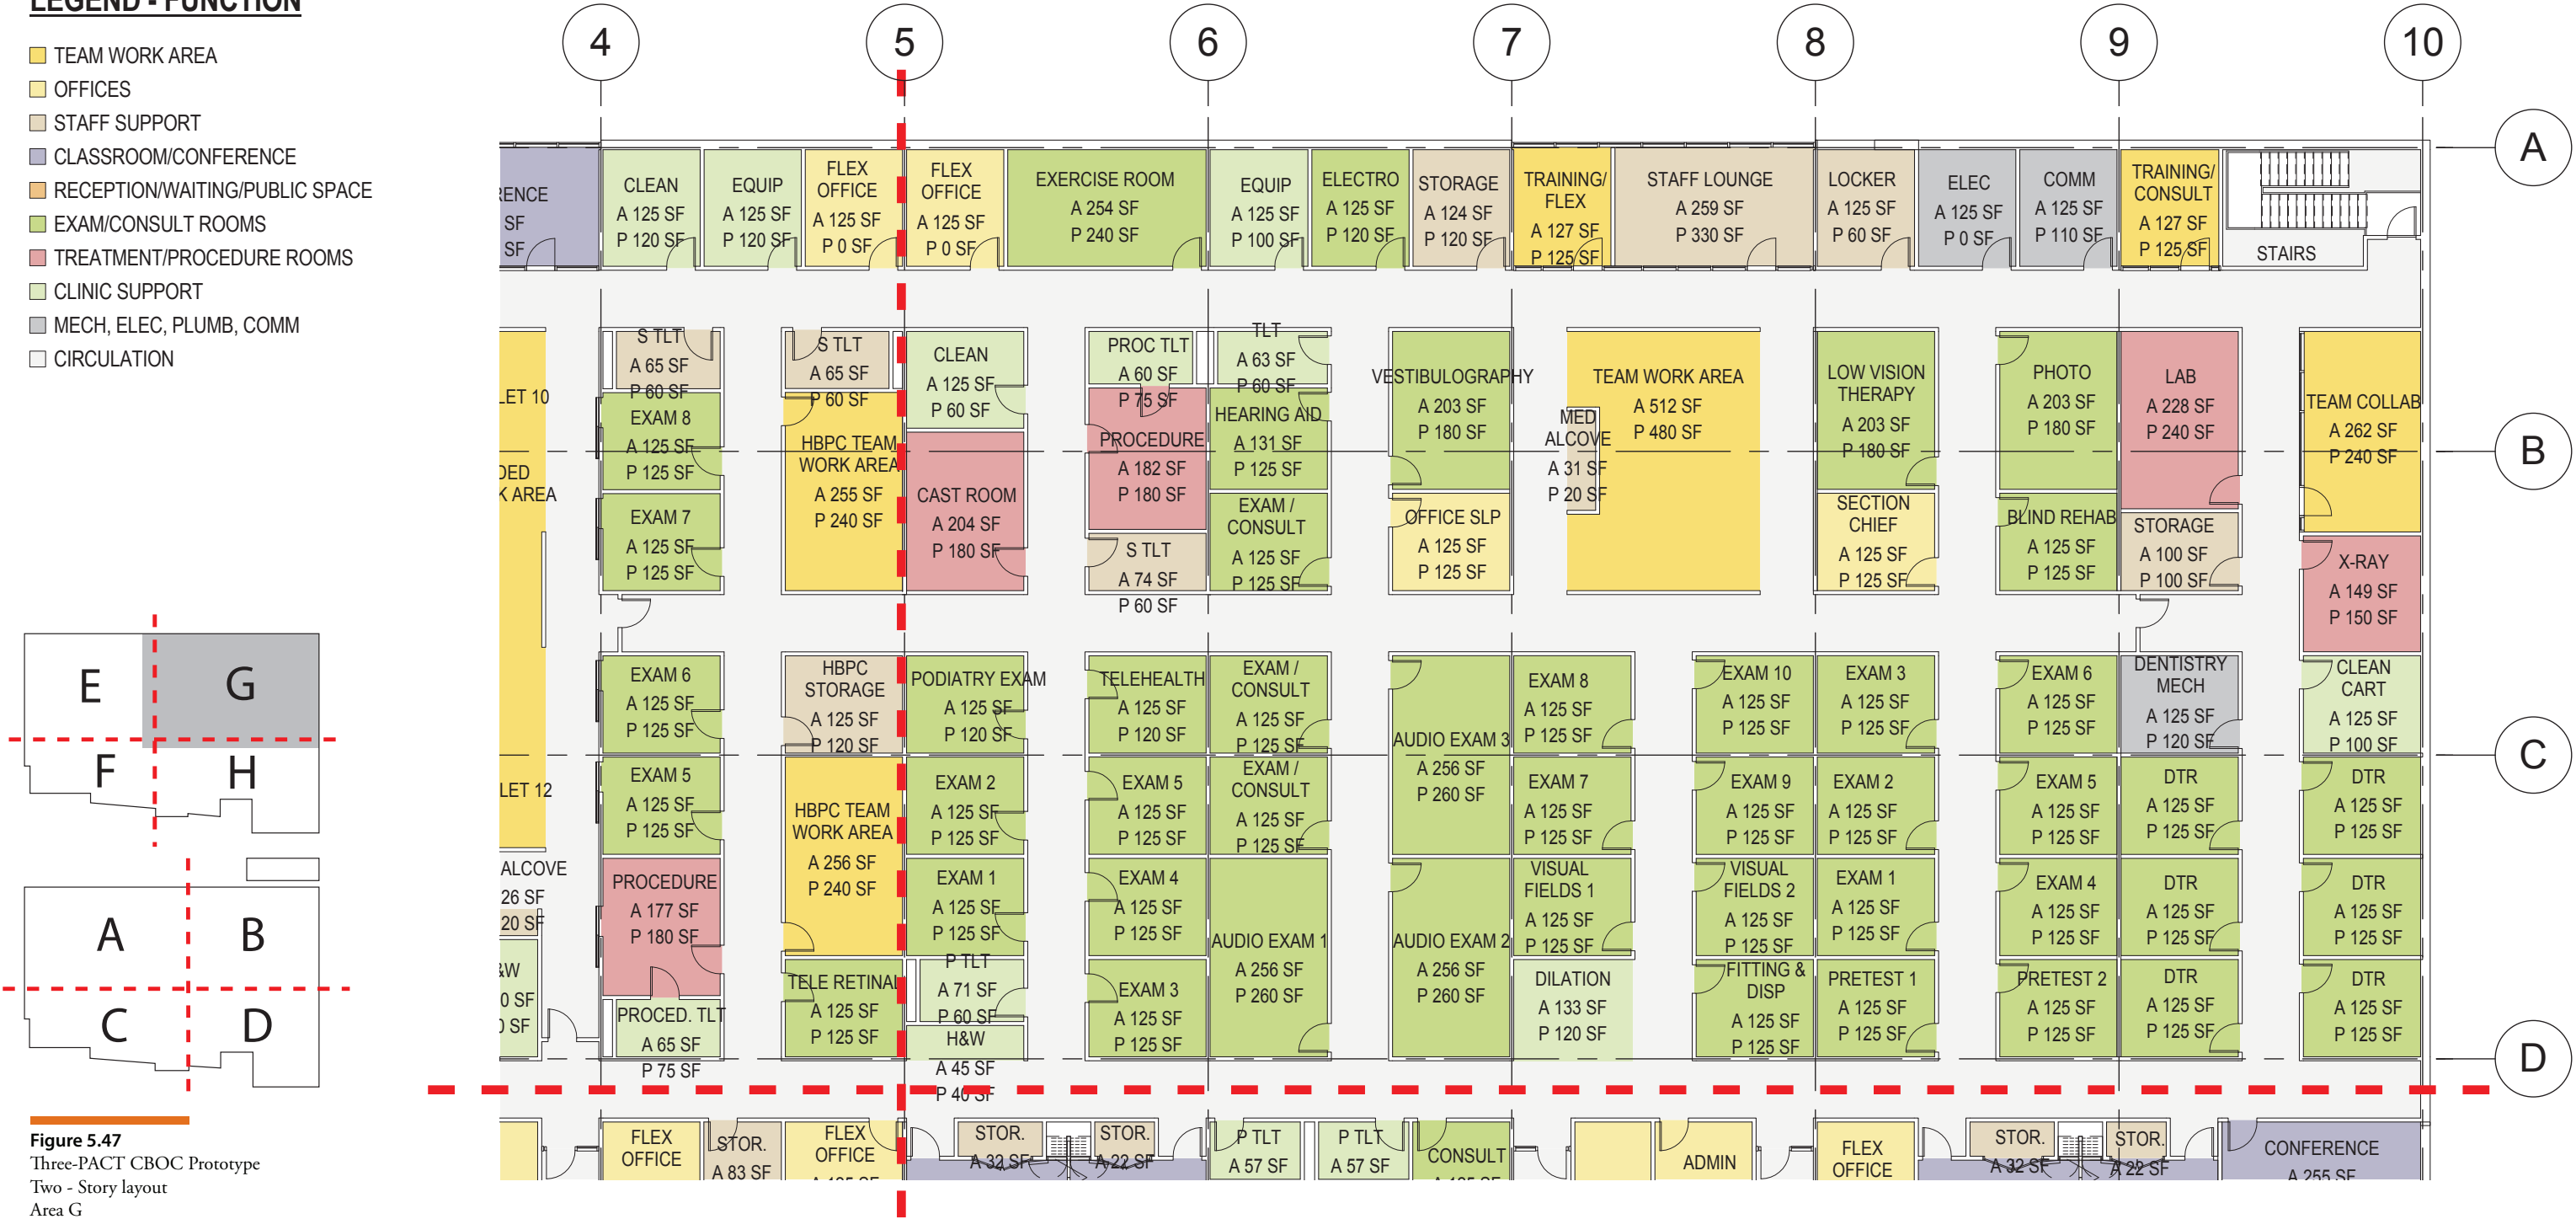 LEGEND - FUNCTION
TEAM WORK AREA
OFFICES
STAFF SUPPORT
CLASSROOM/CONFERENCE
RECEPTION/WAITING/PUBLIC SPACE
EXAM/CONSULT ROOMS
TREATMENT/PROCEDURE ROOMS
CLINIC SUPPORT
MECH, ELEC, PLUMB, COMM
CIRCULATION
4
5
6
7
8
9
10
A
B
C
D
RENCE
SF
SF
CLEAN
A 125 SF
P 120 SF
EQUIP
A 125 SF
P 120 SF
FLEX
OFFICE
A 125 SF
P 0 SF
FLEX
OFFICE
A 125 SF
P 0 SF
EXERCISE ROOM
A 254 SF
P 240 SF
EQUIP
A 125 SF
P 100 SF
ELECTRO
A 125 SF
P 120 SF
STORAGE
A 124 SF
P 120 SF
TRAINING/
FLEX
A 127 SF
P 125 SF
STAFF LOUNGE
A 259 SF
P 330 SF
LOCKER
A 125 SF
P 60 SF
ELEC
A 125 SF
P 0 SF
COMM
A 125 SF
P 110 SF
TRAINING/
CONSULT
A 127 SF
P 125 SF
STAIRS
LET 10
DED
K AREA
LET 12
S TLT
A 65 SF
P 60 SF
EXAM 8
A 125 SF
P 125 SF
EXAM 7
A 125 SF
P 125 SF
S TLT
A 65 SF
P 60 SF
HBPC TEAM
WORK AREA
A 255 SF
P 240 SF
CLEAN
A 125 SF
P 60 SF
CAST ROOM
A 204 SF
P 180 SF
PROC TLT
A 60 SF
P 75 SF
PROCEDURE
A 182 SF
P 180 SF
S TLT
A 74 SF
P 60 SF
TLT
A 63 SF
P 60 SF
HEARING AID
A 131 SF
P 125 SF
EXAM /
CONSULT
A 125 SF
P 125 SF
VESTIBULOGRAPHY
A 203 SF
P 180 SF
OFFICE SLP
A 125 SF
P 125 SF
MED
ALCOVE
A 31 SF
P 20 SF
TEAM WORK AREA
A 512 SF
P 480 SF
LOW VISION
THERAPY
A 203 SF
P 180 SF
SECTION
CHIEF
A 125 SF
P 125 SF
PHOTO
A 203 SF
P 180 SF
BLIND REHAB
A 125 SF
P 125 SF
LAB
A 228 SF
P 240 SF
STORAGE
A 100 SF
P 100 SF
TEAM COLLAB
A 262 SF
P 240 SF
X-RAY
A 149 SF
P 150 SF
EXAM 6
A 125 SF
P 125 SF
EXAM 5
A 125 SF
P 125 SF
PROCEDURE
A 177 SF
P 180 SF
PROCED. TLT
A 65 SF
P 75 SF
HBPC
STORAGE
A 125 SF
P 120 SF
HBPC TEAM
WORK AREA
A 256 SF
P 240 SF
TELE RETINAL
A 125 SF
P 125 SF
PODIATRY EXAM
A 125 SF
P 120 SF
EXAM 2
A 125 SF
P 125 SF
EXAM 1
A 125 SF
P 125 SF
P TLT
A 71 SF
P 60 SF
H&W
A 45 SF
P 40 SF
TELEHEALTH
A 125 SF
P 120 SF
EXAM 5
A 125 SF
P 125 SF
EXAM 4
A 125 SF
P 125 SF
EXAM 3
A 125 SF
P 125 SF
EXAM /
CONSULT
A 125 SF
P 125 SF
EXAM /
CONSULT
A 125 SF
P 125 SF
AUDIO EXAM 1
A 256 SF
P 260 SF
AUDIO EXAM 3
A 256 SF
P 260 SF
AUDIO EXAM 2
A 256 SF
P 260 SF
EXAM 8
A 125 SF
P 125 SF
EXAM 7
A 125 SF
P 125 SF
VISUAL
FIELDS 1
A 125 SF
P 125 SF
DILATION
A 133 SF
P 120 SF
EXAM 10
A 125 SF
P 125 SF
EXAM 9
A 125 SF
P 125 SF
VISUAL
FIELDS 2
A 125 SF
P 125 SF
FITTING &
DISP
A 125 SF
P 125 SF
EXAM 3
A 125 SF
P 125 SF
EXAM 2
A 125 SF
P 125 SF
EXAM 1
A 125 SF
P 125 SF
PRETEST 1
A 125 SF
P 125 SF
EXAM 6
A 125 SF
P 125 SF
EXAM 5
A 125 SF
P 125 SF
EXAM 4
A 125 SF
P 125 SF
PRETEST 2
A 125 SF
P 125 SF
DENTISTRY
MECH
A 125 SF
P 120 SF
DTR
A 125 SF
P 125 SF
DTR
A 125 SF
P 125 SF
DTR
A 125 SF
P 125 SF
CLEAN
CART
A 125 SF
P 100 SF
DTR
A 125 SF
P 125 SF
DTR
A 125 SF
P 125 SF
DTR
A 125 SF
P 125 SF
ALCOVE
26 SF
20 SF
&W
0 SF
0 SF
FLEX
OFFICE
STOR.
A 83 SF
FLEX
OFFICE
STOR.
A 32 SF
STOR.
A 22 SF
P TLT
A 57 SF
P TLT
A 57 SF
CONSULT
ADMIN
FLEX
OFFICE
STOR.
A 32 SF
STOR.
A 22 SF
CONFERENCE
A 255 SF
E
G
F
H
A
B
C
D
Figure 5.47
Three-PACT CBOC Prototype
Two - Story layout
Area G